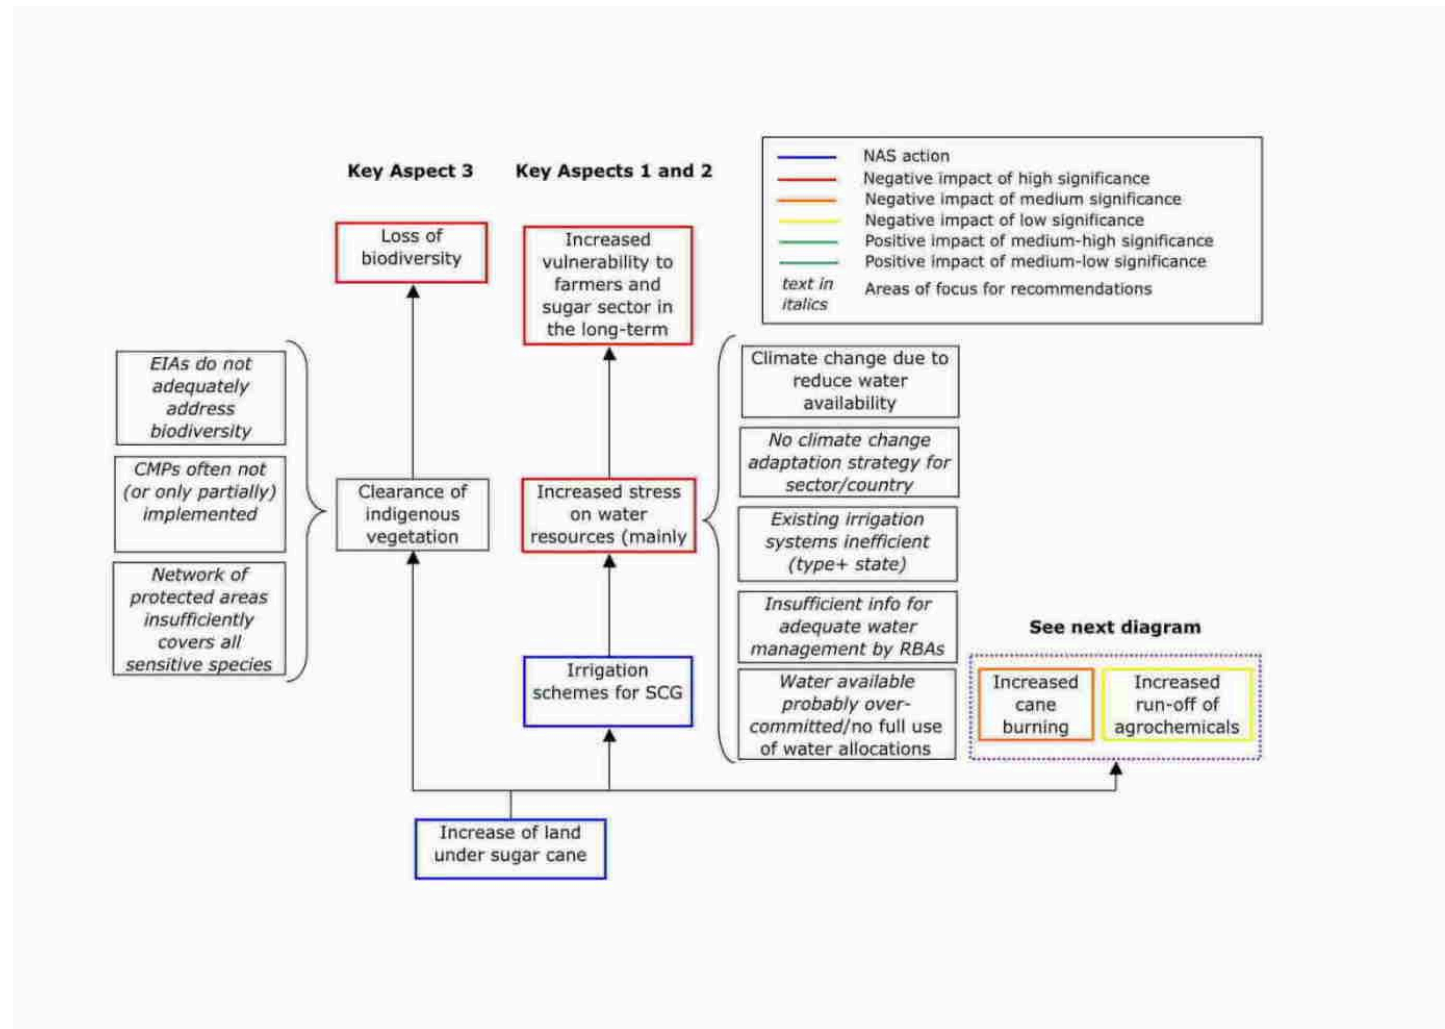 Key Aspect 3
Key Aspects 1 and 2
NAS action
Negative impact of high significance
Negative impact of medium significance
Negative impact of low significance
Positive impact of medium-high significance
Positive impact of medium-low significance
text in
italics
Areas of focus for recommendations
Loss of
biodiversity
Increased
vulnerability to
farmers and
sugar sector in
the long-term
EIAs do not
adequately
address
biodiversity
CMPs often not
(or only partially)
implemented
Network of
protected areas
insufficiently
covers all
sensitive species
Clearance of
indigenous
vegetation
Increased stress
on water
resources (mainly
Climate change due to
reduce water
availability
No climate change
adaptation strategy for
sector/country
Existing irrigation
systems inefficient
(type+ state)
Insufficient info for
adequate water
management by RBAs
Water available
probably over-
committed/no full use
of water allocations
Irrigation
schemes for SCG
See next diagram
Increased
cane
burning
Increased
run-off of
agrochemicals
Increase of land
under sugar cane